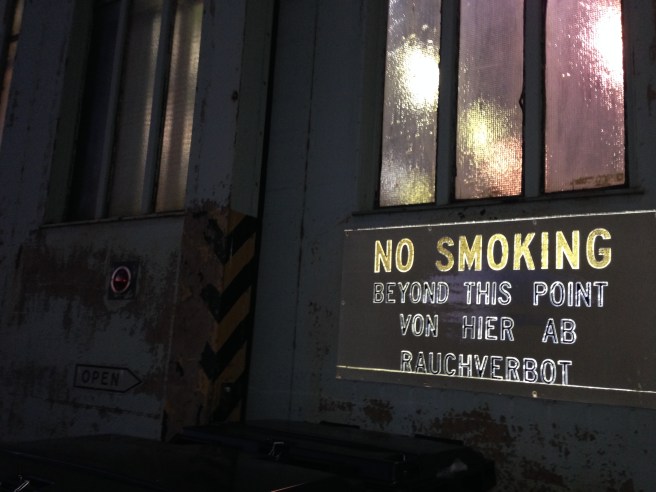 NO SMOKING
BEYOND THIS POINT
VON HIER AB
RAUCHVERBOT
OPEN